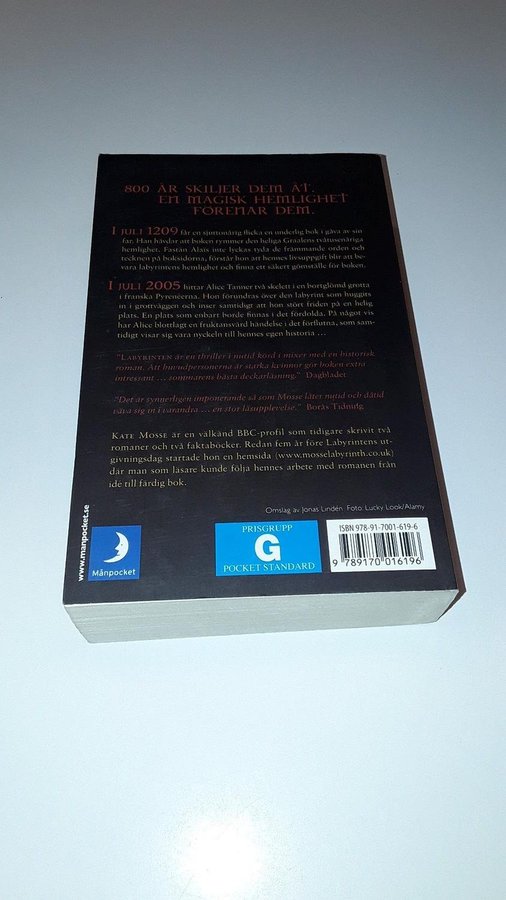 800 ÅR SKILJER DEM ÅT.
EN MAGISK HEMLIGHET
FÖRENAR DEM.
I JULI 1209 får en sjuttonårig flicka en underlig bok i gåva av sin
far. Han hävdar att boken rymmer den heliga Graalens tvåtusenåriga
hemlighet. Fastän Alaïs inte lyckas tyda de främmande orden och
tecknen på boksidorna, förstår hon att hennes livsuppgift blir att be-
vara labyrintens hemlighet och finna ett säkert gömställe för boken.
I JULI 2005 hittar Alice Tanner två skelett i en bortglömd grotta
i franska Pyrenéerna. Hon förundras över den labyrint som huggits
in i grottväggen och inser samtidigt att hon stört friden på en helig
plats. En plats som enbart borde finnas i det fördolda. På något vis
har Alice blottlagt en fruktansvärd händelse i det förflutna, som sam-
tidigt visar sig vara nyckeln till hennes egen historia ...
"LABYRINTEN är en thriller i nutid körd i mixer med en historisk
roman. Att huvudpersonerna är starka kvinnor gör boken extra
intressant ... sommarens bästa deckarläsning." Dagbladet
"Det är synnerligen imponerande så som Mosse låter nutid och dåtid
väva sig in i varandra ... en stor läsupplevelse." Borås Tidning
KATE MOSSE är en välkänd BBC-profil som tidigare skrivit två
romaner och två faktaböcker. Redan fem år före Labyrintens ut-
givningsdag startade hon en hemsida (www.mosselabyrinth.co.uk)
där man som läsare kunde följa hennes arbete med romanen från
idé till färdig bok.
Omslag av Jonas Lindén Foto: Lucky Look/Alamy
www.manpocket.se
Månpocket
PRISGRUPP
G
POCKET STANDARD
ISBN 978-91-7001-619-6
9 789170 016196